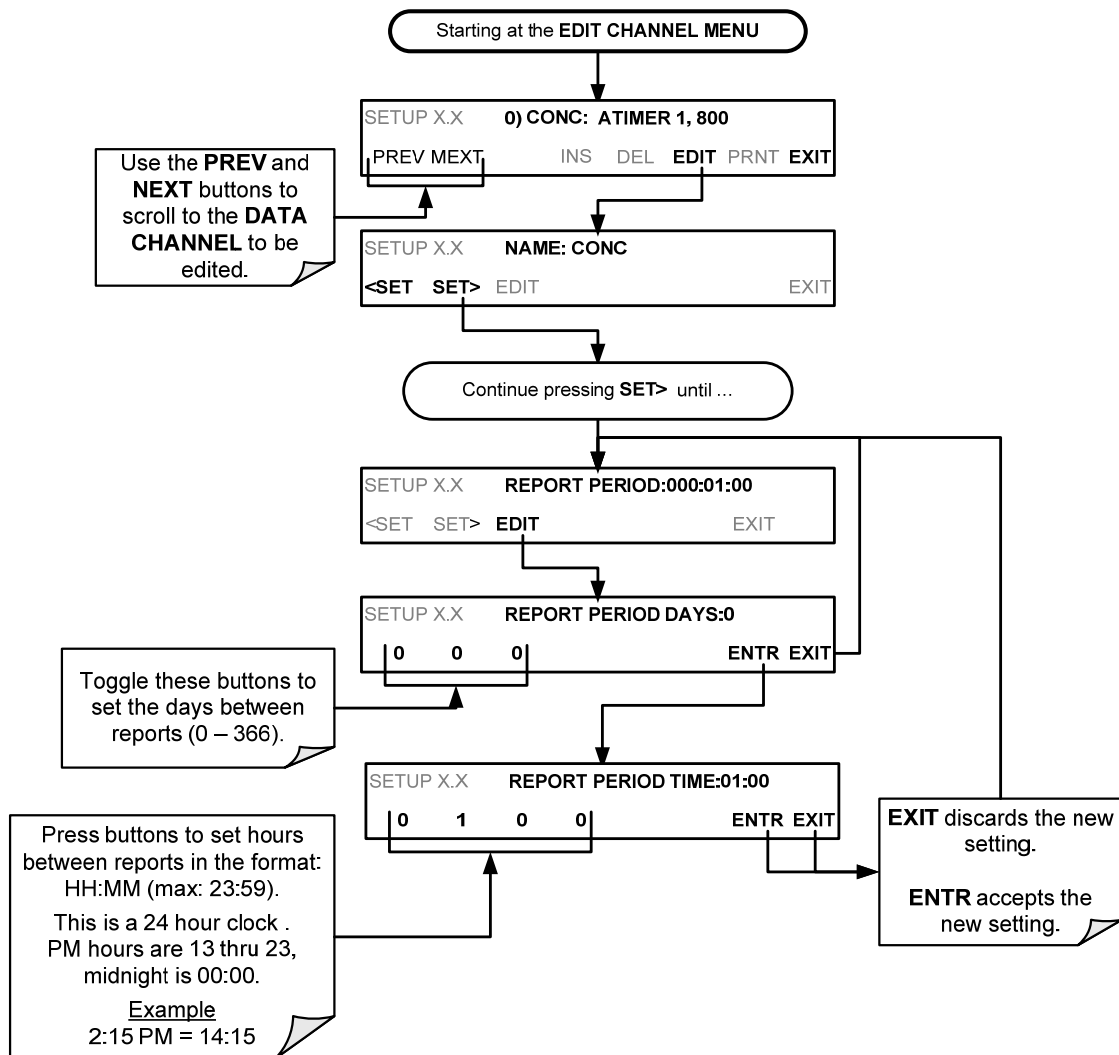 Starting at the EDIT CHANNEL MENU
SETUP X.X 0) CONC: ATIMER 1, 800
PREV MEXT INS DEL EDIT PRNT EXIT
Use the PREV and
NEXT buttons to
scroll to the DATA
CHANNEL to be
edited.
SETUP X.X NAME: CONC
<SET SET> EDIT EXIT
Continue pressing SET> until ...
SETUP X.X REPORT PERIOD:000:01:00
<SET SET> EDIT EXIT
SETUP X.X REPORT PERIOD DAYS:0
0 0 0 ENTR EXIT
Toggle these buttons to
set the days between
reports (0 – 366).
SETUP X.X REPORT PERIOD TIME:01:00
0 1 0 0 ENTR EXIT
Press buttons to set hours
between reports in the format:
HH:MM (max: 23:59).
This is a 24 hour clock .
PM hours are 13 thru 23,
midnight is 00:00.
Example
2:15 PM = 14:15
EXIT discards the new
setting.
ENTR accepts the
new setting.